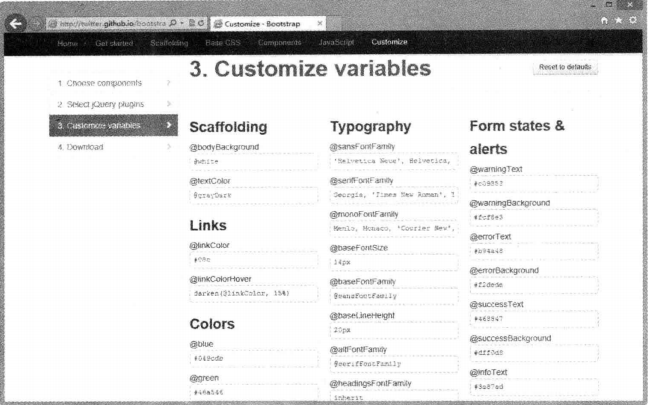 http://twitter.github.io/bootstra
Customize - Bootstrap
Home Get started Scaffolding Base CSS Components JavaScript Customize
3. Customize variables
Reset to defaults
1. Choose components
2. Select jQuery plugins
3. Customize variables
4. Download
Scaffolding
@bodyBackground
@white
@textColor
@grayDark
Links
@linkColor
#08c
@linkColorHover
darken(@linkColor, 15%)
Colors
@blue
#049cdb
@green
#46a546
Typography
@sansFontFamily
'Helvetica Neue', Helvetica,
@serifFontFamily
Georgia, 'Times New Roman', T
@monoFontFamily
Menlo, Monaco, 'Courier New',
@baseFontSize
14px
@baseFontFamily
@sansFontFamily
@baseLineHeight
20px
@altFontFamily
@serifFontFamily
@headingsFontFamily
inherit
Form states &
alerts
@warningText
#c09853
@warningBackground
#fcf8e3
@errorText
#b94a48
@errorBackground
#f2dede
@successText
#468847
@successBackground
#dff0d8
@infoText
#3a87ad